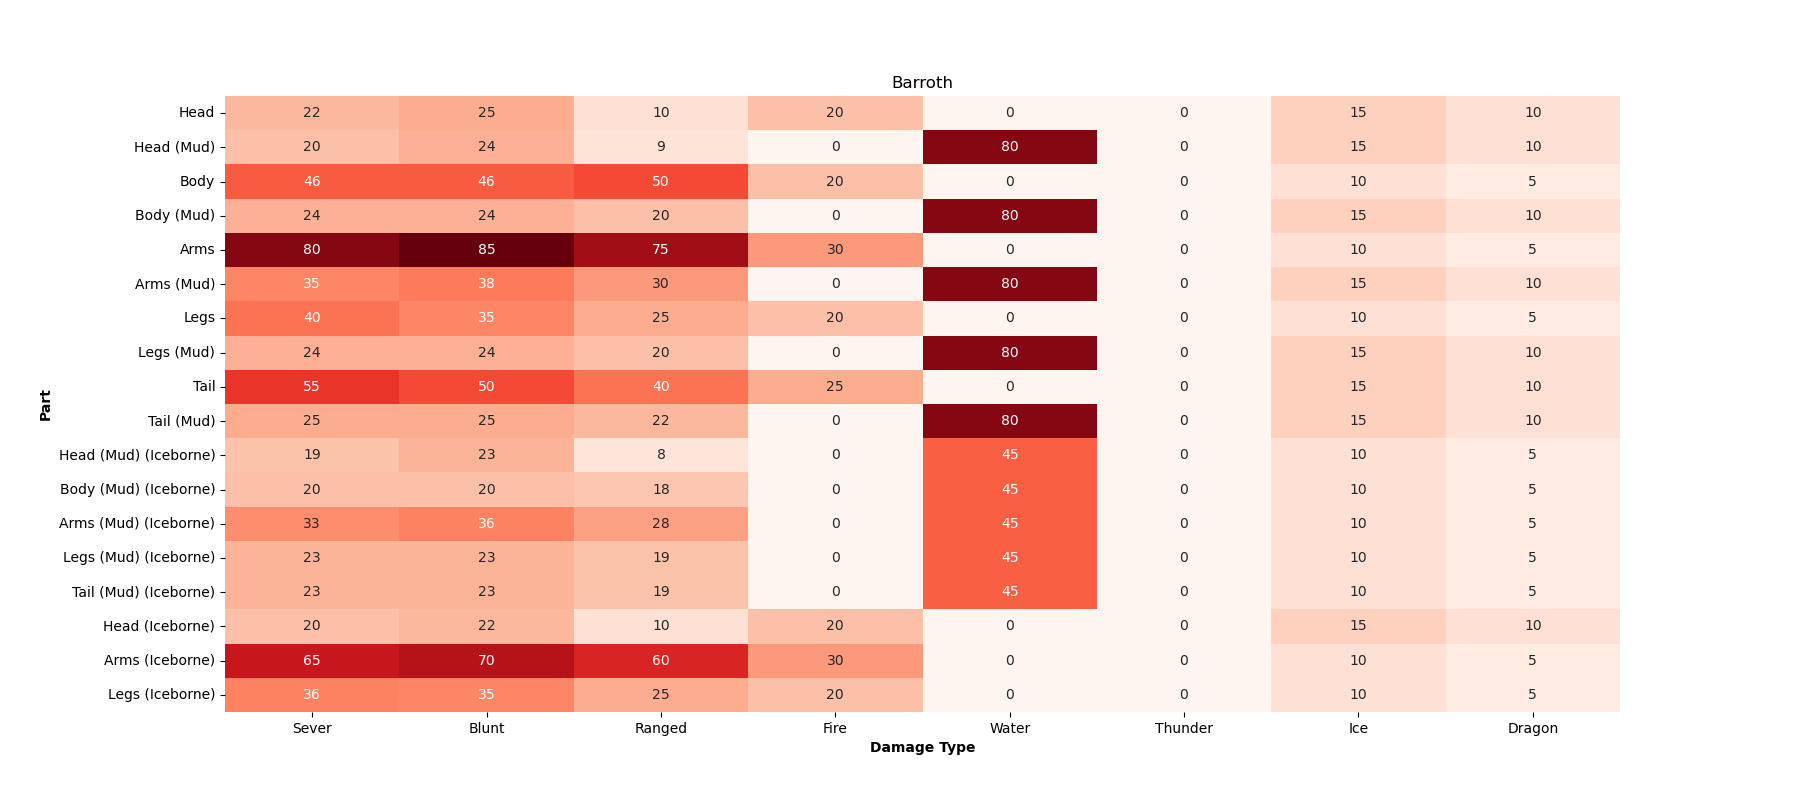 Barroth
Head 22 25 10 20 0 0 15 10
Head (Mud) 20 24 9 0 80 0 15 10
Body 46 46 50 20 0 0 10 5
Body (Mud) 24 24 20 0 80 0 15 10
Arms 80 85 75 30 0 0 10 5
Arms (Mud) 35 38 30 0 80 0 15 10
Legs 40 35 25 20 0 0 10 5
Legs (Mud) 24 24 20 0 80 0 15 10
Tail 55 50 40 25 0 0 15 10
Tail (Mud) 25 25 22 0 80 0 15 10
Head (Mud) (Iceborne) 19 23 8 0 45 0 10 5
Body (Mud) (Iceborne) 20 20 18 0 45 0 10 5
Arms (Mud) (Iceborne) 33 36 28 0 45 0 10 5
Legs (Mud) (Iceborne) 23 23 19 0 45 0 10 5
Tail (Mud) (Iceborne) 23 23 19 0 45 0 10 5
Head (Iceborne) 20 22 10 20 0 0 15 10
Arms (Iceborne) 65 70 60 30 0 0 10 5
Legs (Iceborne) 36 35 25 20 0 0 10 5
Sever Blunt Ranged Fire Water Thunder Ice Dragon
Damage Type
Part